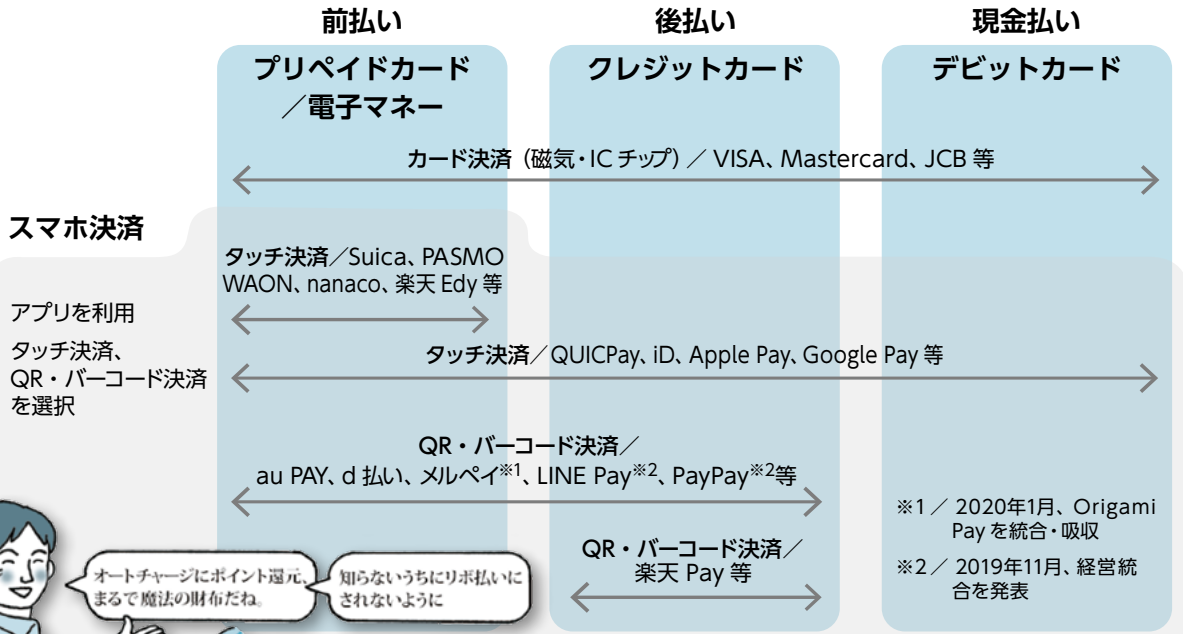 前払い
後払い
現金払い
プリペイドカード
／電子マネー
クレジットカード
デビットカード
カード決済（磁気・ICチップ）／ VISA、Mastercard、JCB 等
スマホ決済
タッチ決済／Suica、PASMO
WAON、nanaco、楽天 Edy 等
アプリを利用
タッチ決済、
QR・バーコード決済
を選択
タッチ決済／QUICPay、iD、Apple Pay、Google Pay 等
QR・バーコード決済／
au PAY、d 払い、メルペイ※1、LINE Pay※2、PayPay※2等
QR・バーコード決済／
楽天 Pay 等
※1／ 2020年1月、Origami
Pay を統合・吸収
※2／ 2019年11月、経営統
合を発表
オートチャージにポイント還元、
まるで魔法の財布だね。
知らないうちにリボ払いに
されないように